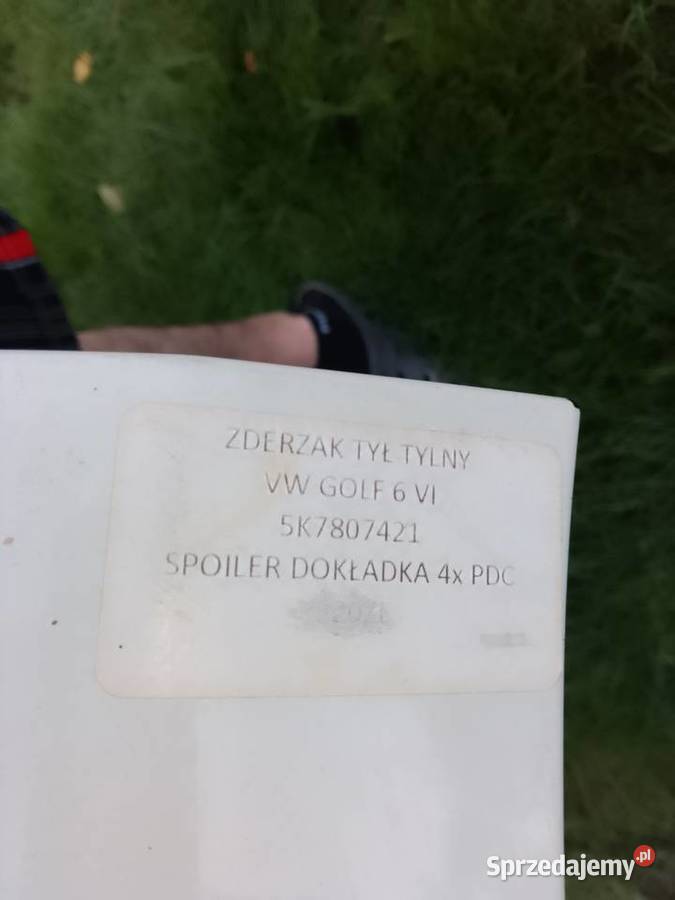 ZDERZAK TYŁ TYLNY
VW GOLF 6 VI
5K7807421
SPOILER DOKŁADKA 4x PDC
Sprzedajemy.pl